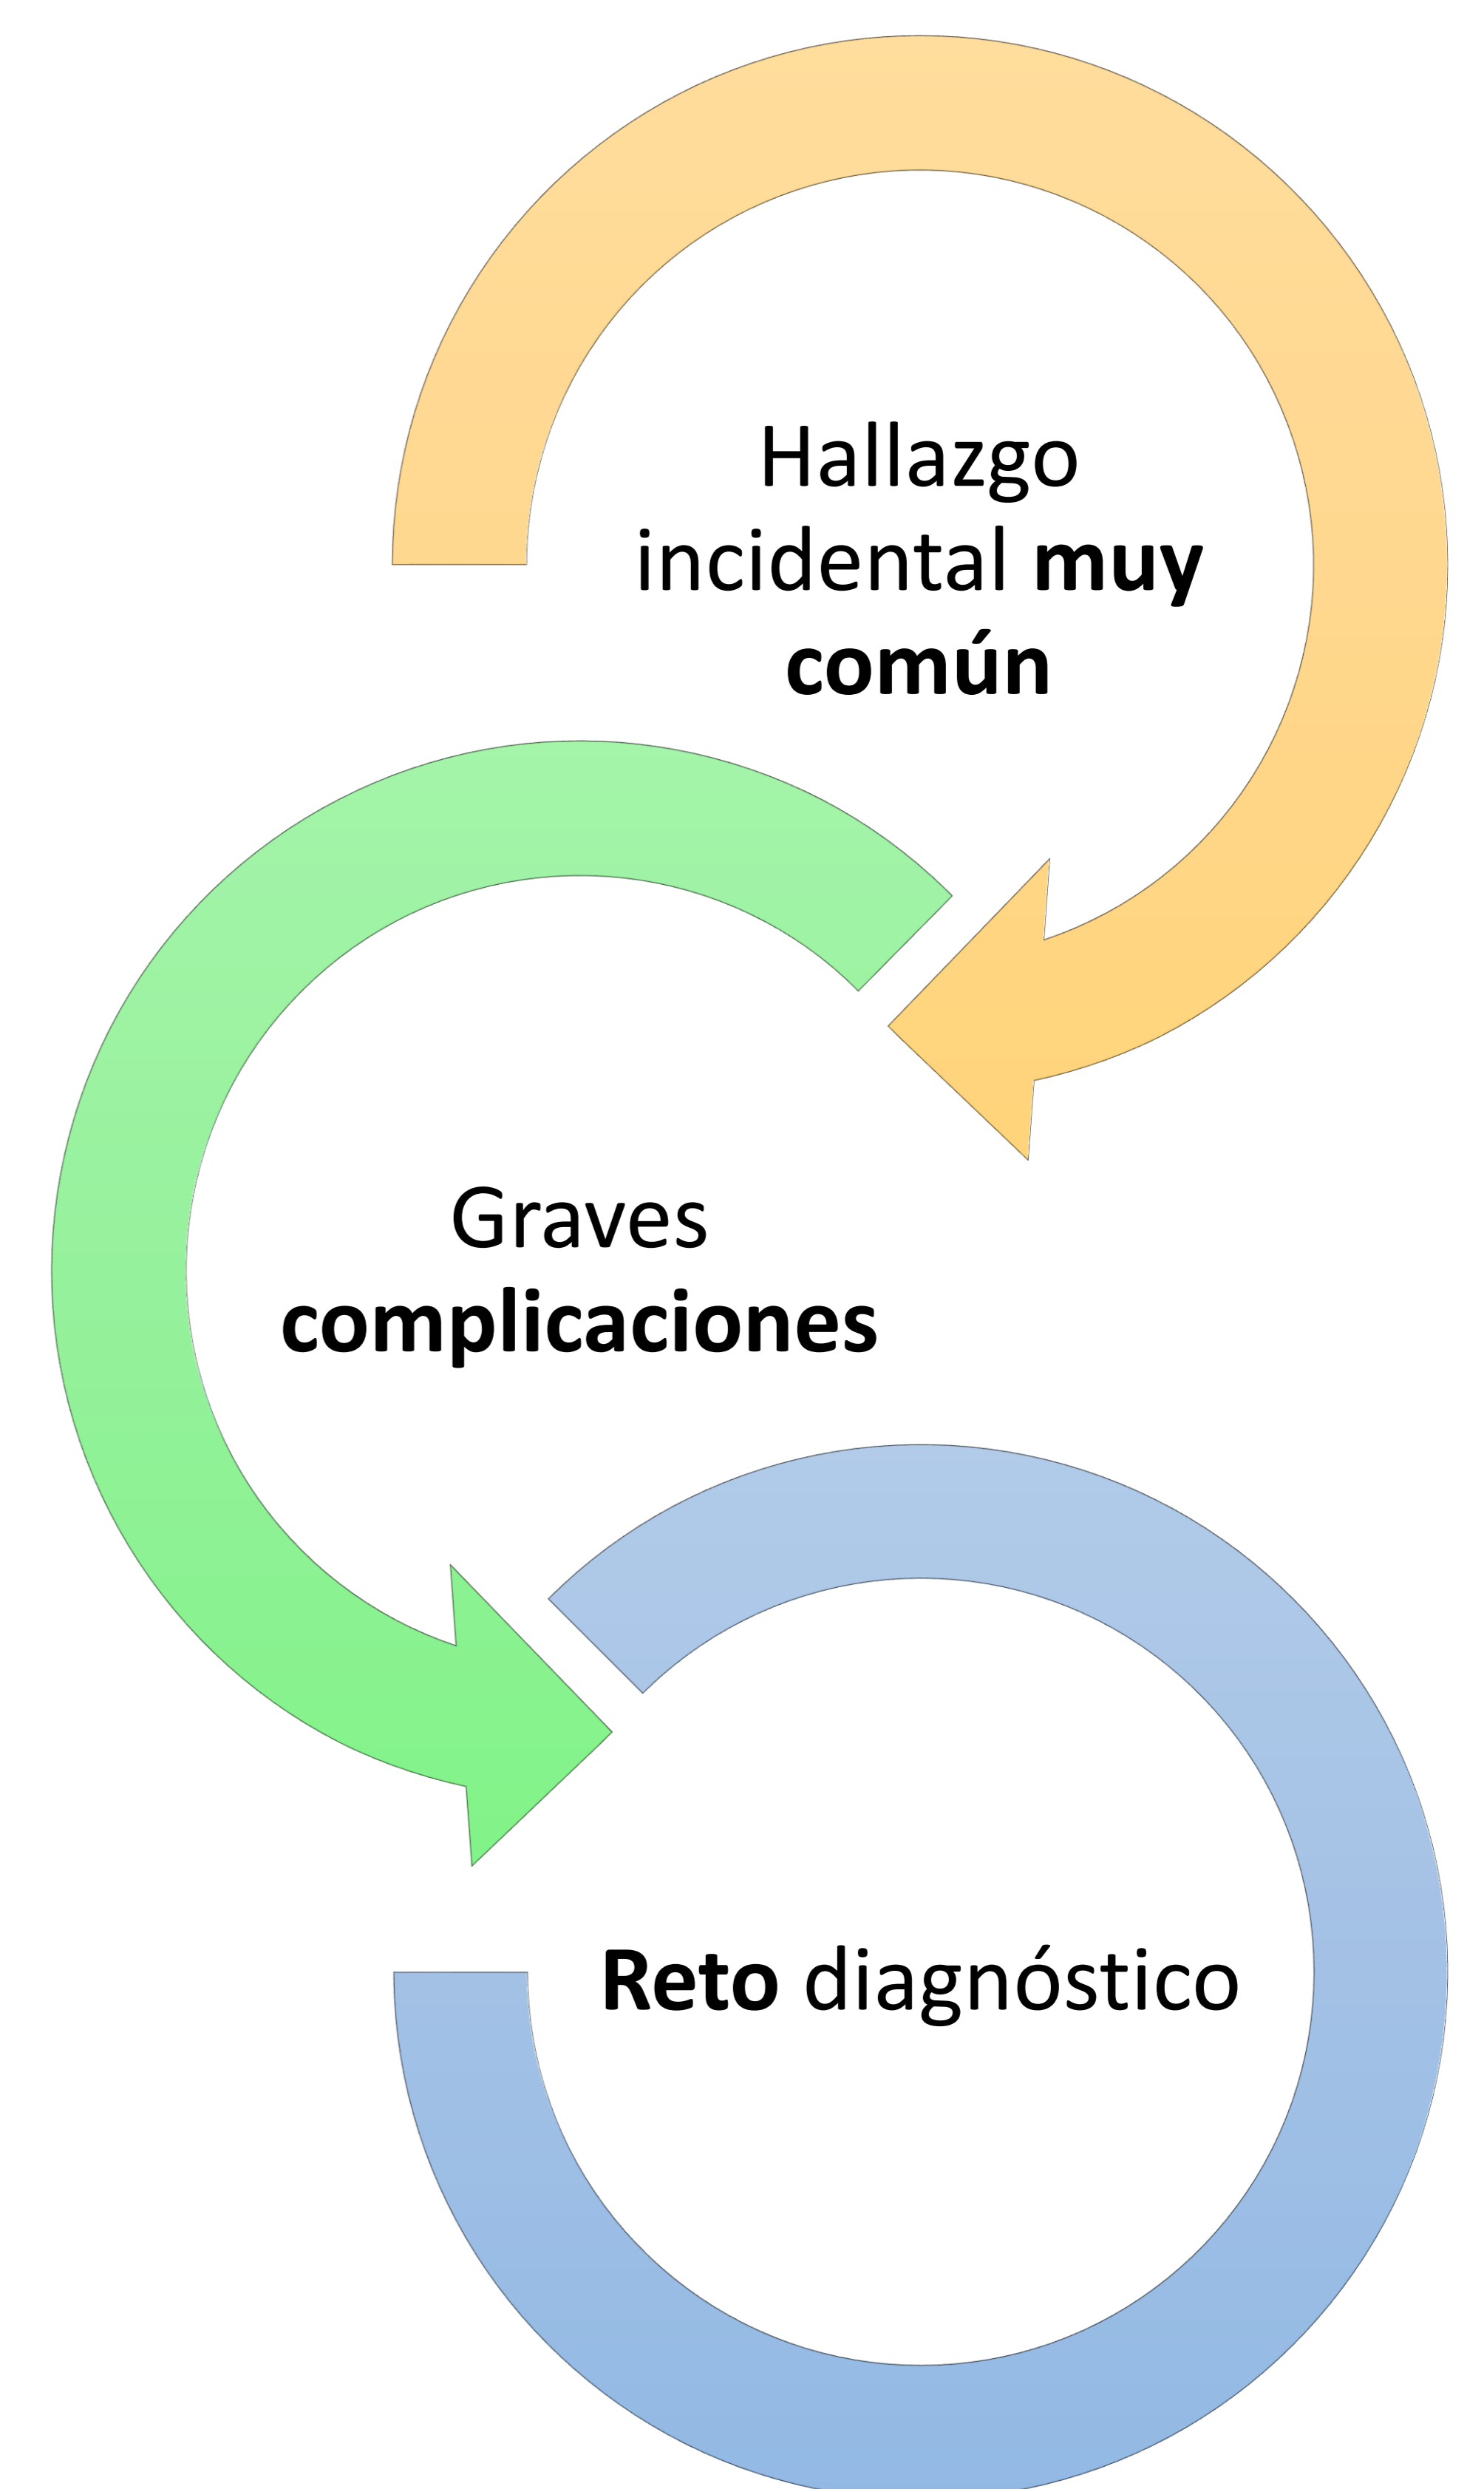 Hallazgo
incidental muy
común
Graves
complicaciones
Reto diagnóstico